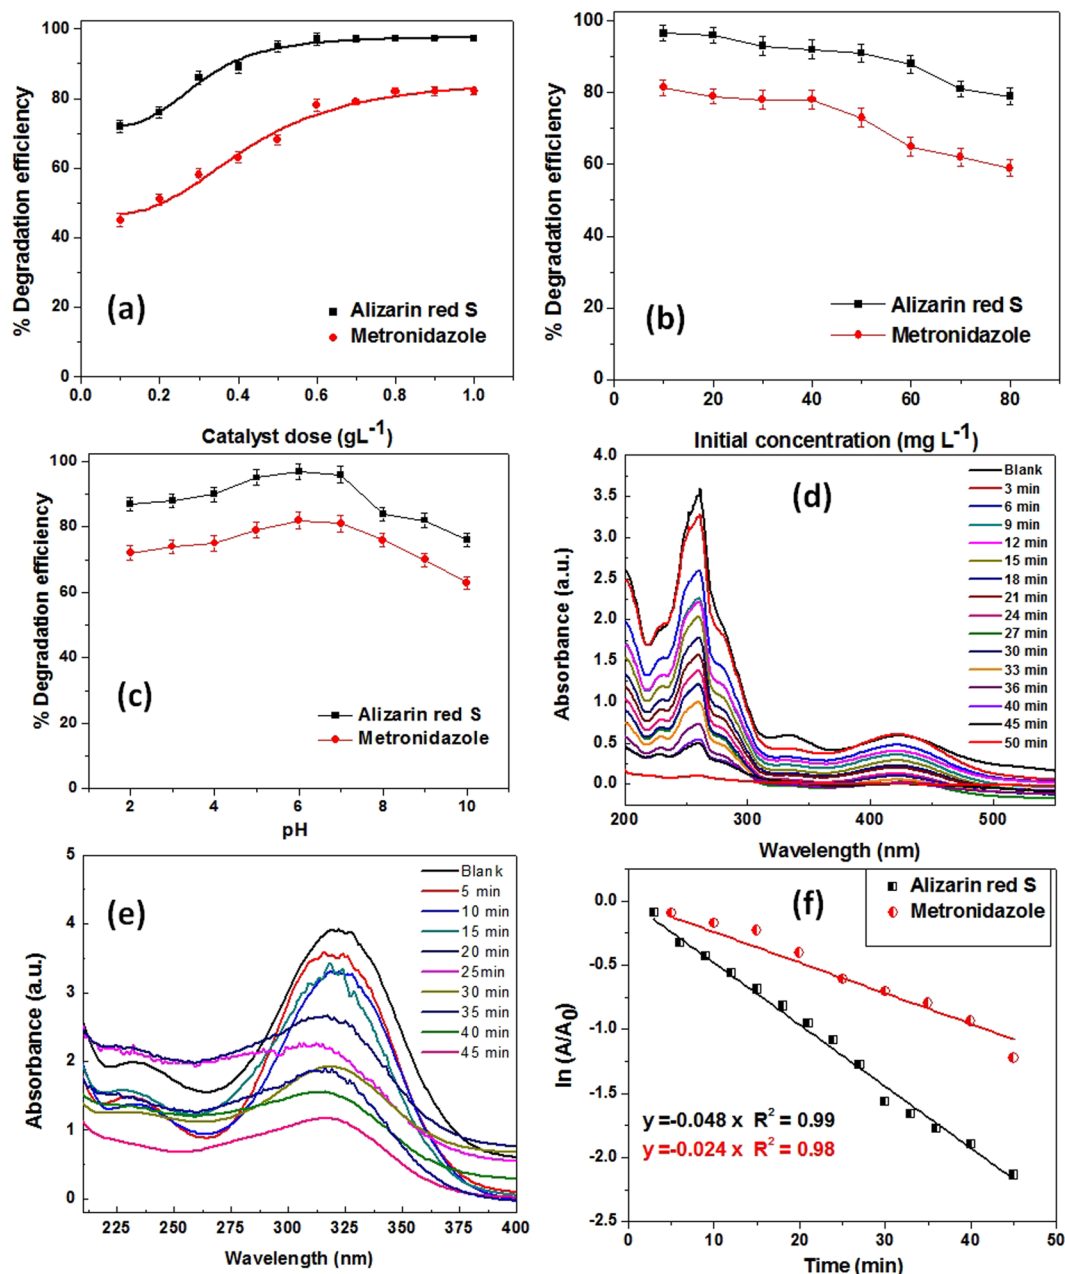 100
80
60
40
20
0
% Degradation efficiency
(a)
Alizarin red S
Metronidazole
0.0 0.2 0.4 0.6 0.8 1.0
Catalyst dose (gL-1)
100
80
60
40
20
0
% Degradation efficiency
(b)
Alizarin red S
Metronidazole
0 20 40 60 80
Initial concentration (mg L-1)
100
80
60
40
20
0
% Degradation efficiency
(c)
Alizarin red S
Metronidazole
2 4 6 8 10
pH
4.0
3.5
3.0
2.5
2.0
1.5
1.0
0.5
0.0
Absorbance (a.u.)
(d)
Blank
3 min
6 min
9 min
12 min
15 min
18 min
21 min
24 min
27 min
30 min
33 min
36 min
40 min
45 min
50 min
200 300 400 500
Wavelength (nm)
5
4
3
2
1
0
Absorbance (a.u.)
(e)
Blank
5 min
10 min
15 min
20 min
25min
30 min
35 min
40 min
45 min
225 250 275 300 325 350 375 400
Wavelength (nm)
0.0
-0.5
-1.0
-1.5
-2.0
-2.5
ln (A/A0)
(f)
Alizarin red S
Metronidazole
y =-0.048 x R2 = 0.99
y =-0.024 x R2 = 0.98
0 10 20 30 40 50
Time (min)